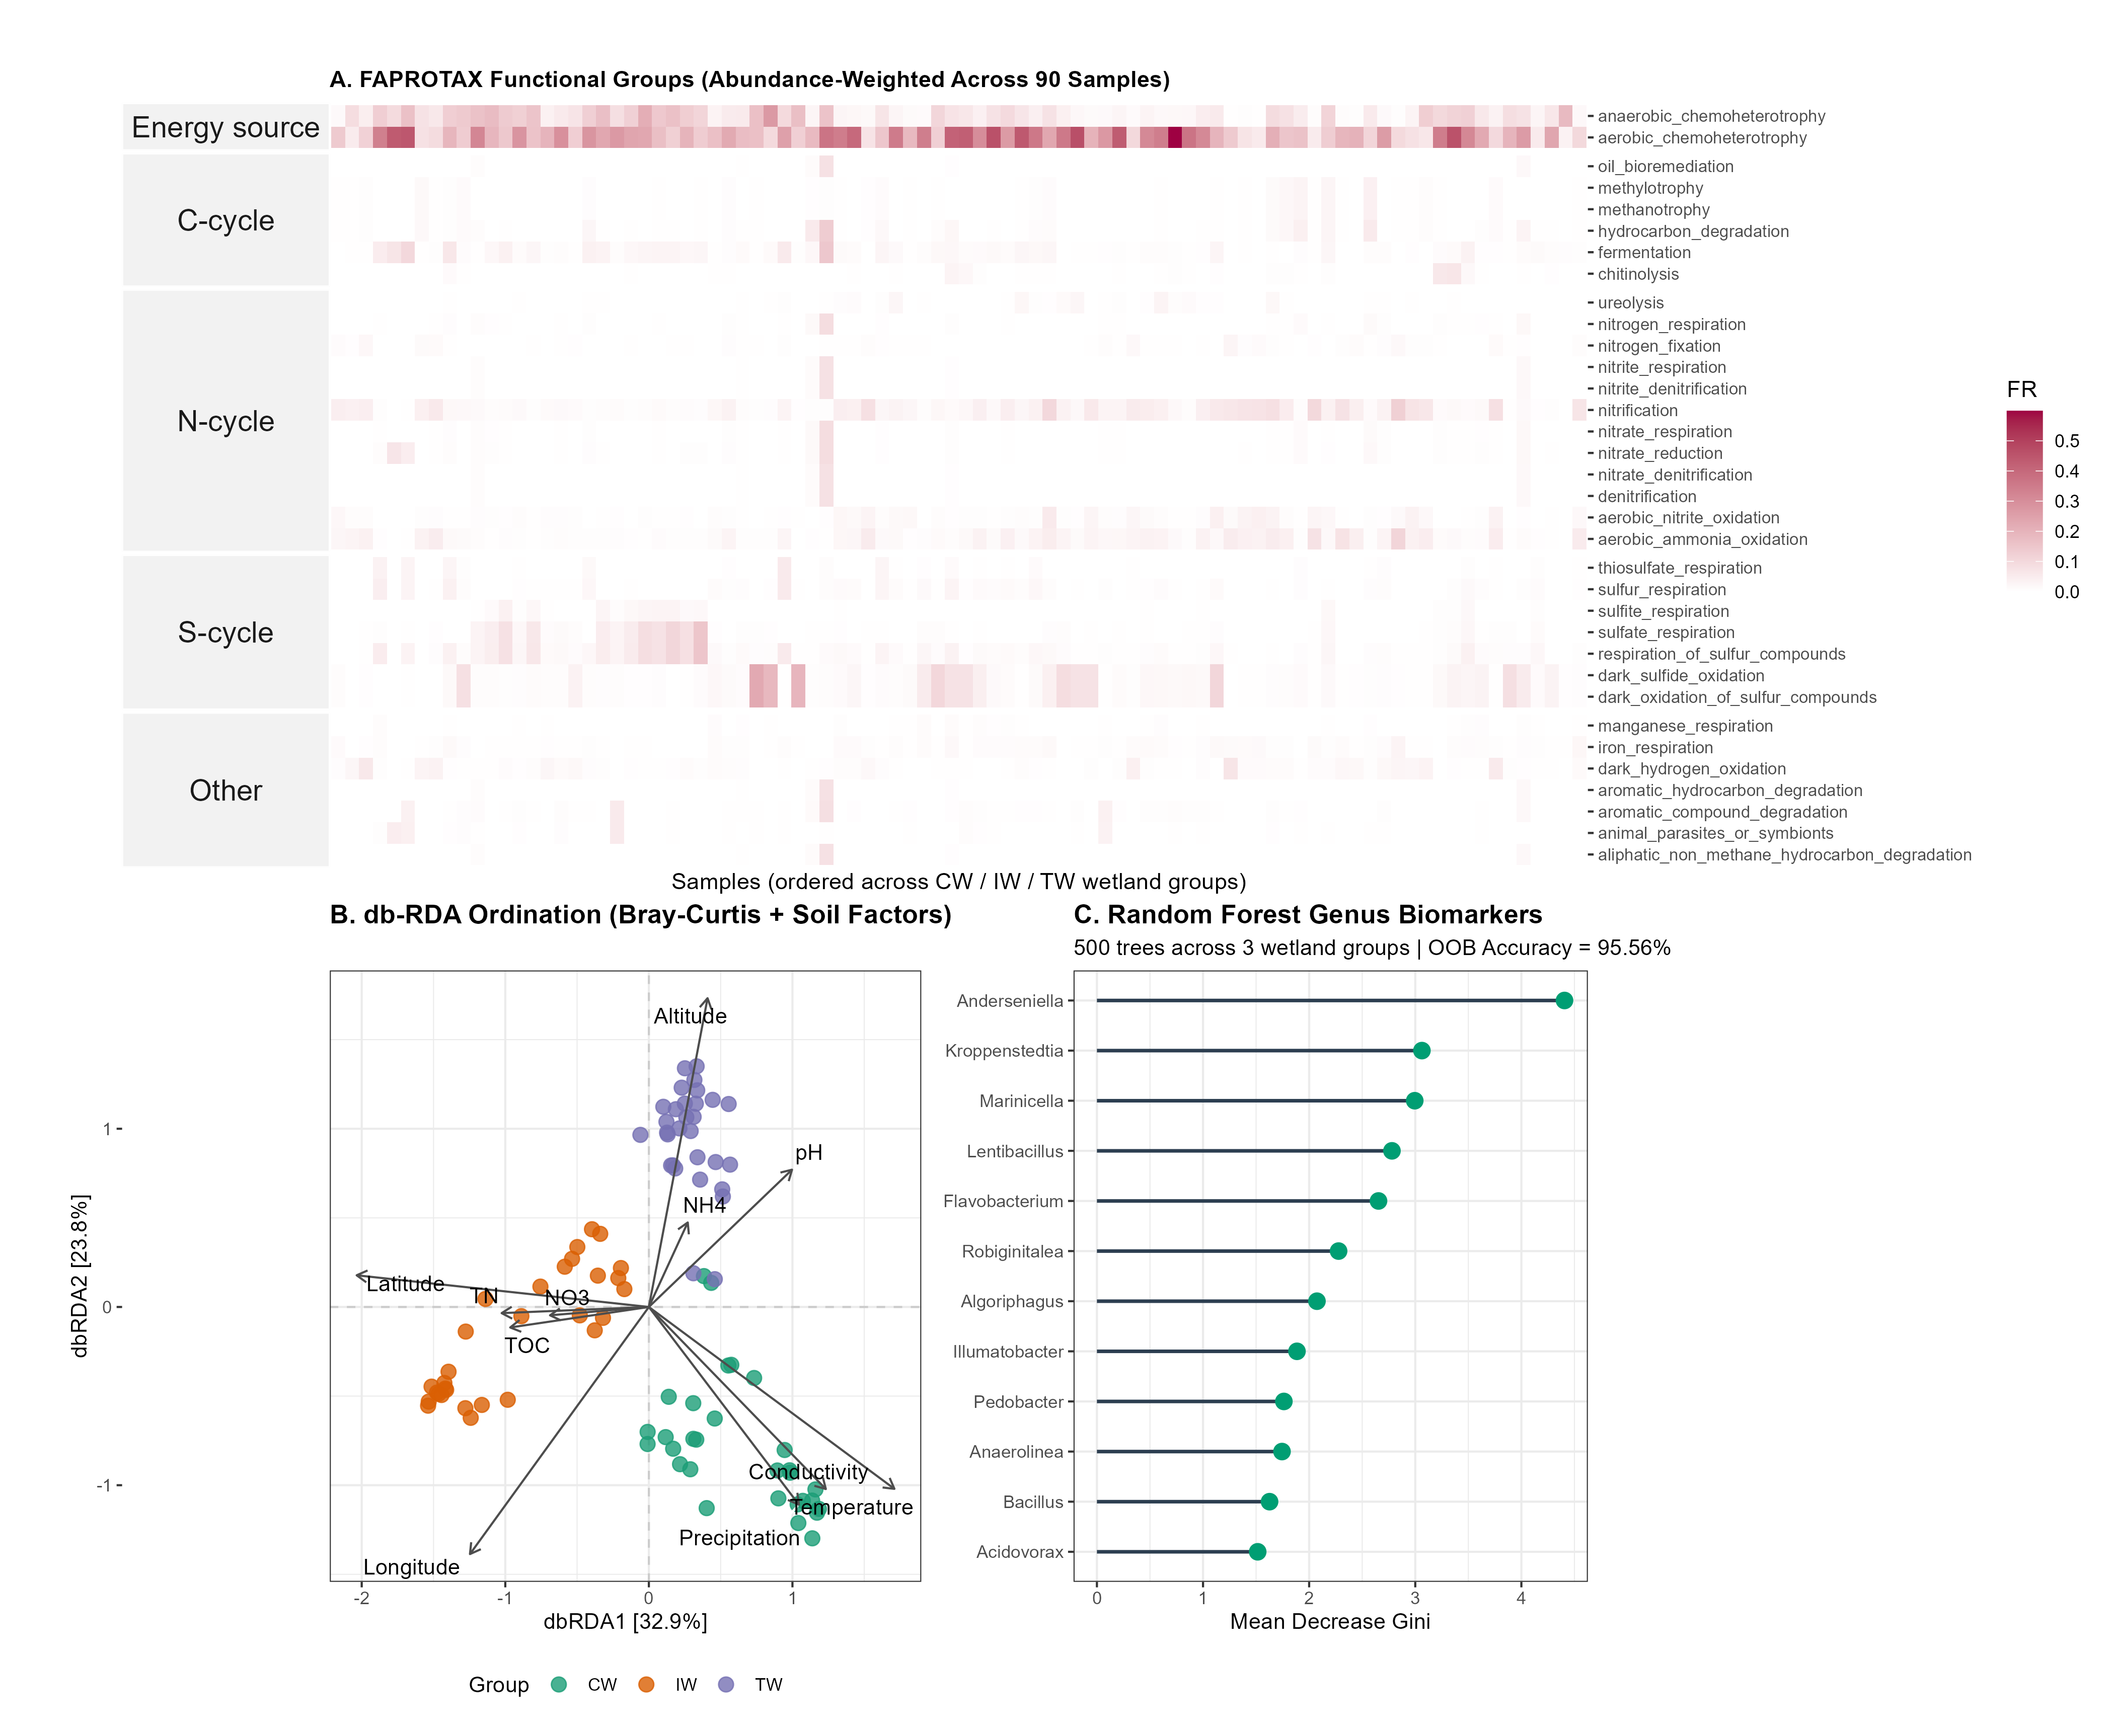 A. FAPROTAX Functional Groups (Abundance-Weighted Across 90 Samples)
Energy source
C-cycle
N-cycle
S-cycle
Other
anaerobic_chemoheterotrophy
aerobic_chemoheterotrophy
oil_bioremediation
methylotrophy
methanotrophy
hydrocarbon_degradation
fermentation
chitinolysis
ureolysis
nitrogen_respiration
nitrogen_fixation
nitrite_respiration
nitrite_denitrification
nitrification
nitrate_respiration
nitrate_reduction
nitrate_denitrification
denitrification
aerobic_nitrite_oxidation
aerobic_ammonia_oxidation
thiosulfate_respiration
sulfur_respiration
sulfite_respiration
sulfate_respiration
respiration_of_sulfur_compounds
dark_sulfide_oxidation
dark_oxidation_of_sulfur_compounds
manganese_respiration
iron_respiration
dark_hydrogen_oxidation
aromatic_hydrocarbon_degradation
aromatic_compound_degradation
animal_parasites_or_symbionts
aliphatic_non_methane_hydrocarbon_degradation
FR
0.5
0.4
0.3
0.2
0.1
0.0
Samples (ordered across CW / IW / TW wetland groups)
B. db-RDA Ordination (Bray-Curtis + Soil Factors)
Altitude
pH
NH4
Latitude
TN
NO3
TOC
Conductivity
Temperature
Precipitation
Longitude
1
0
-1
dbRDA2 [23.8%]
-2
-1
0
1
dbRDA1 [32.9%]
Group
CW
IW
TW
C. Random Forest Genus Biomarkers
500 trees across 3 wetland groups | OOB Accuracy = 95.56%
Anderseniella
Kroppenstedtia
Marinicella
Lentibacillus
Flavobacterium
Robiginitalea
Algoriphagus
Illumatobacter
Pedobacter
Anaerolinea
Bacillus
Acidovorax
0
1
2
3
4
Mean Decrease Gini